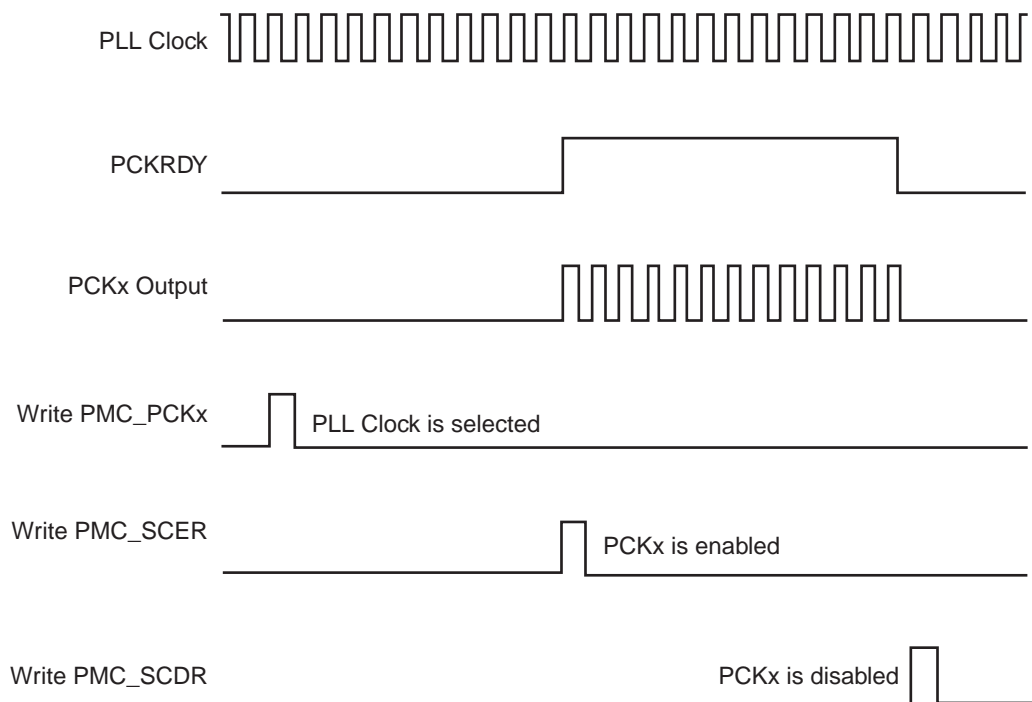 PLL Clock
PCKRDY
PCKx Output
Write PMC_PCKx
PLL Clock is selected
Write PMC_SCER
PCKx is enabled
Write PMC_SCDR
PCKx is disabled